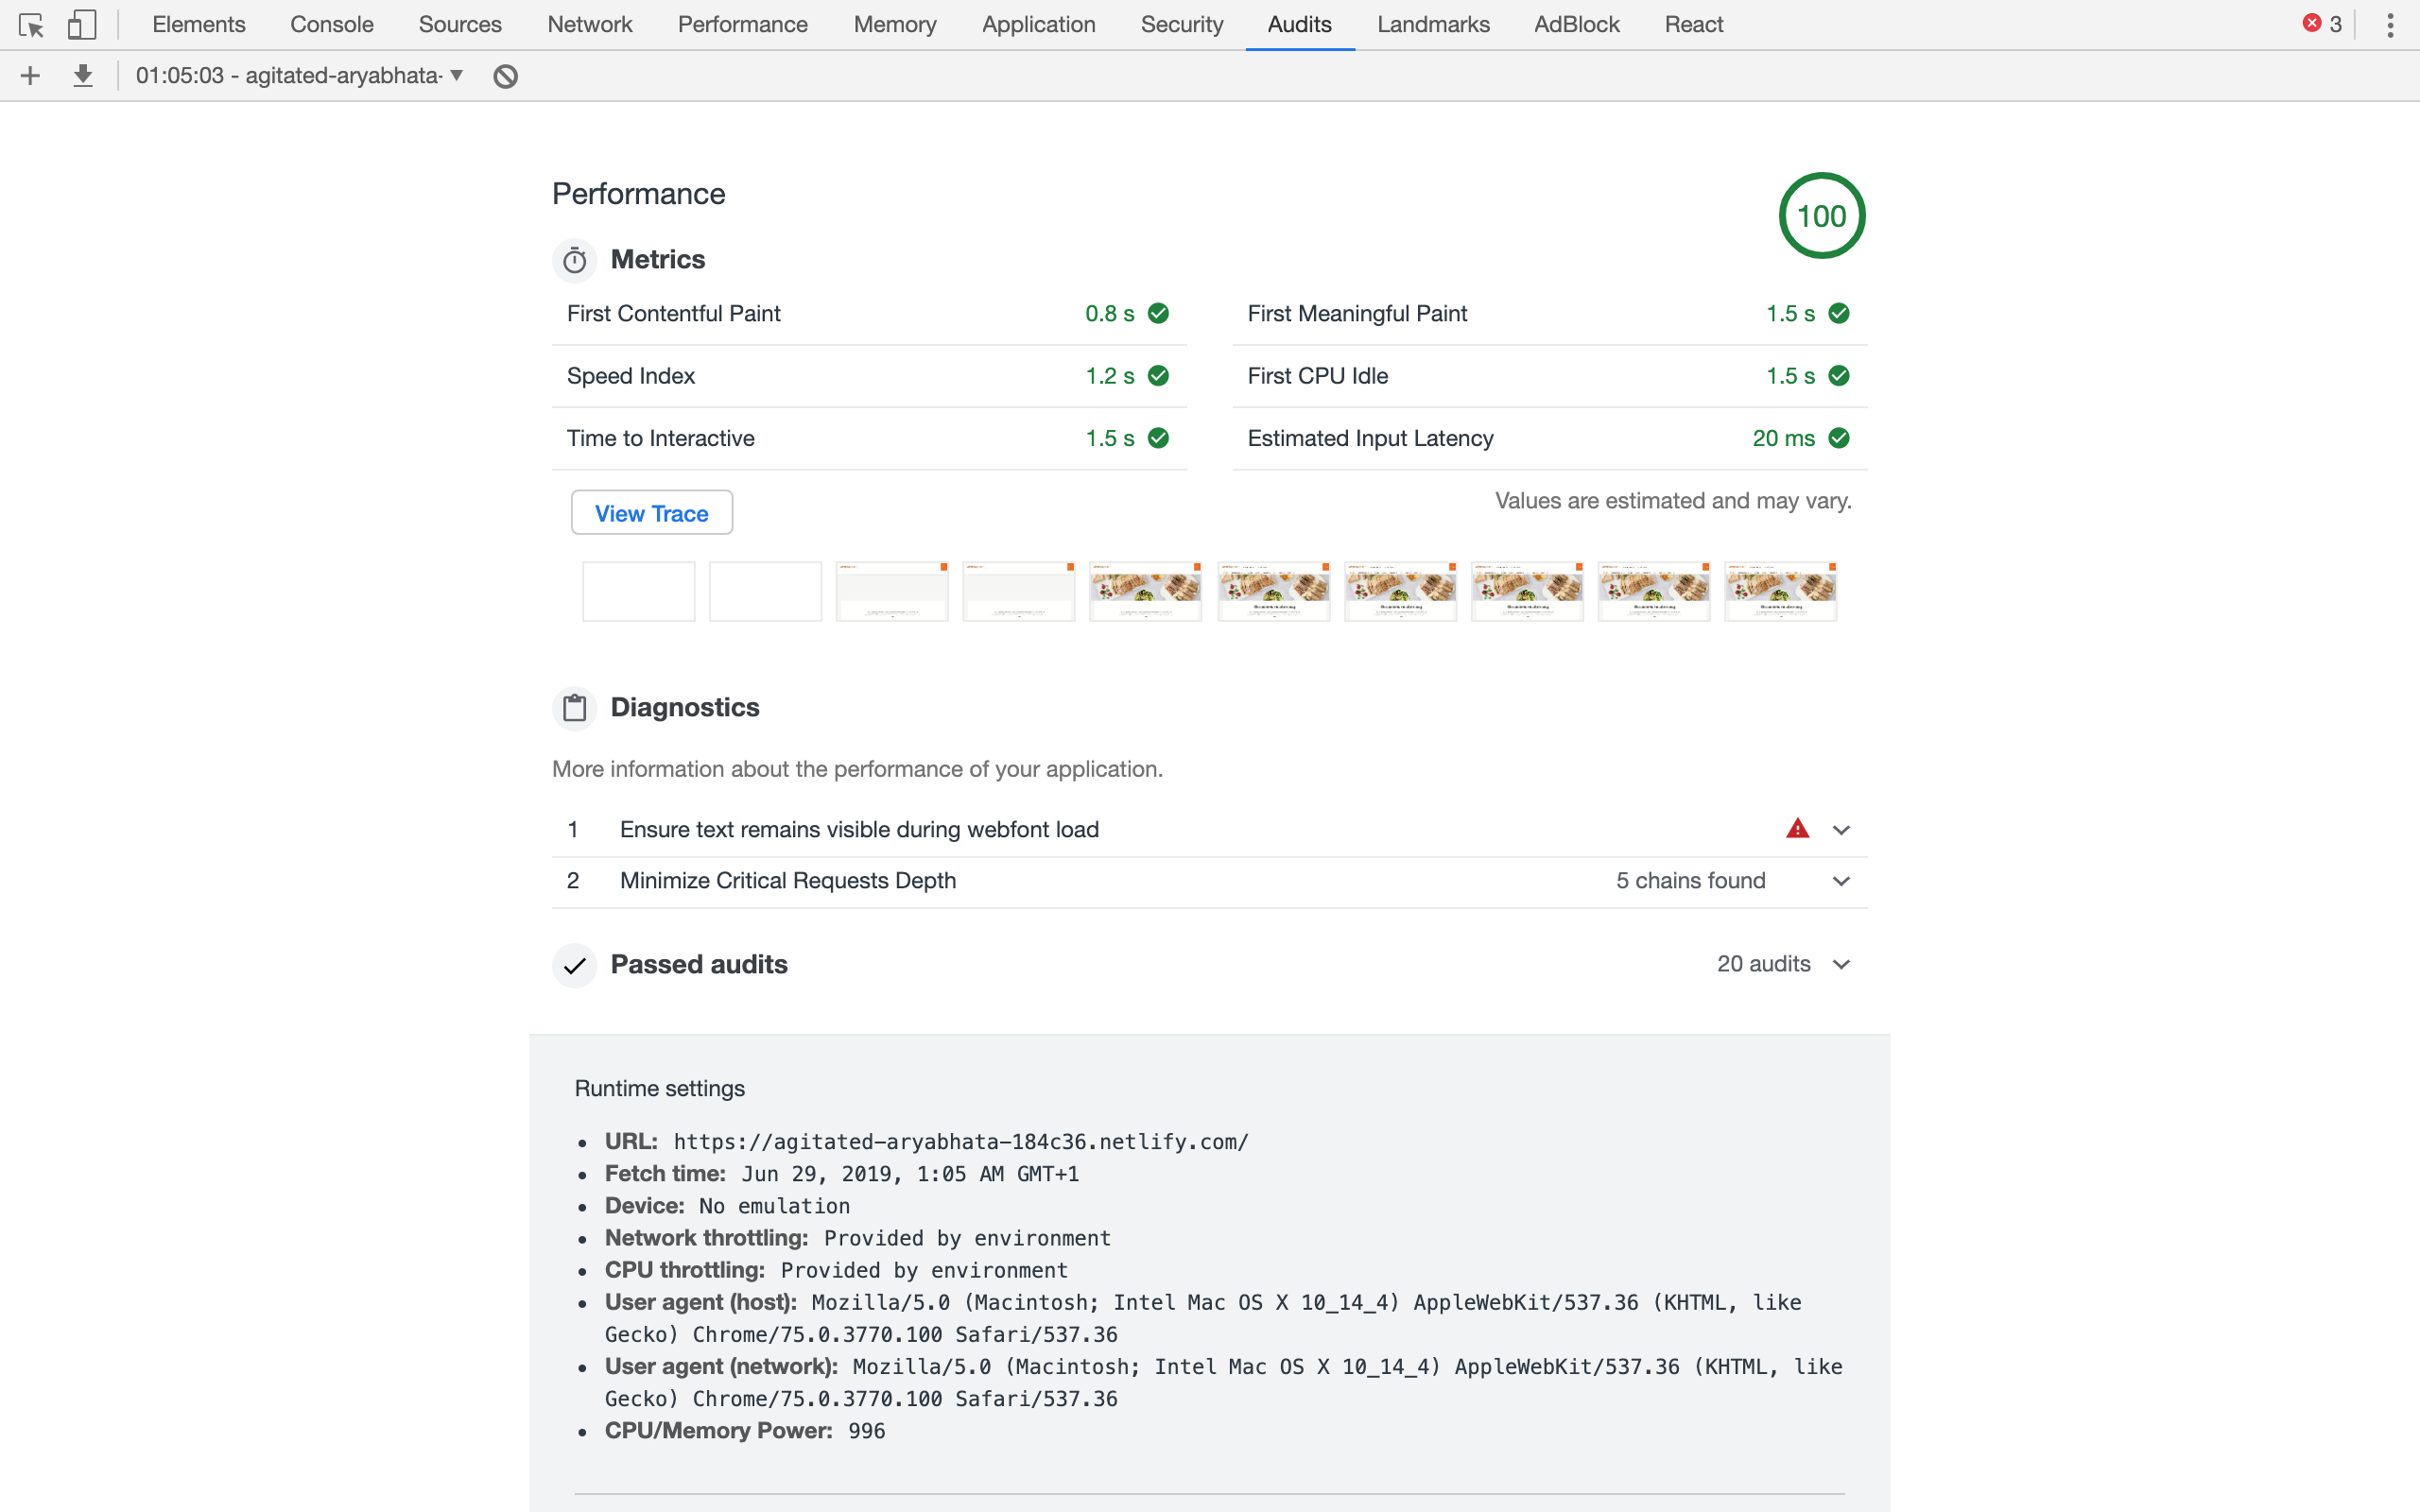 Elements Console Sources Network Performance Memory Application Security Audits Landmarks AdBlock React 3
01:05:03 - agitated-aryabhata-
Performance
100
Metrics
First Contentful Paint 0.8 s First Meaningful Paint 1.5 s
Speed Index 1.2 s First CPU Idle 1.5 s
Time to Interactive 1.5 s Estimated Input Latency 20 ms
View Trace Values are estimated and may vary.
Diagnostics
More information about the performance of your application.
1 Ensure text remains visible during webfont load
2 Minimize Critical Requests Depth 5 chains found
Passed audits 20 audits
Runtime settings
• URL: https://agitated-aryabhata-184c36.netlify.com/
• Fetch time: Jun 29, 2019, 1:05 AM GMT+1
• Device: No emulation
• Network throttling: Provided by environment
• CPU throttling: Provided by environment
• User agent (host): Mozilla/5.0 (Macintosh; Intel Mac OS X 10_14_4) AppleWebKit/537.36 (KHTML, like
Gecko) Chrome/75.0.3770.100 Safari/537.36
• User agent (network): Mozilla/5.0 (Macintosh; Intel Mac OS X 10_14_4) AppleWebKit/537.36 (KHTML, like
Gecko) Chrome/75.0.3770.100 Safari/537.36
• CPU/Memory Power: 996